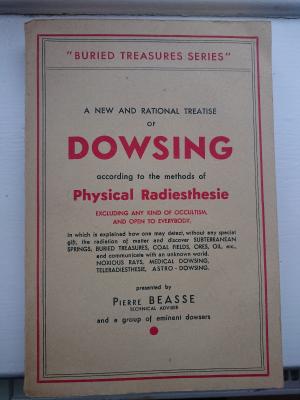 "BURIED TREASURES SERIES"
A NEW AND RATIONAL TREATISE
OF
DOWSING
according to the methods of
Physical Radiesthesie
EXCLUDING ANY KIND OF OCCULTISM,
AND OPEN TO EVERYBODY,
in which is explained how one may detect, without any special
gift, the radiation of matter and discover SUBTERRANEAN
SPRINGS, BURIED TREASURES, COAL FIELDS, ORES, OIL, etc.,
and communicate with an unknown world.
NOXIOUS RAYS, MEDICAL DOWSING,
TELERADIESTHESIE, ASTRO-DOWSING.
presented by
PIERRE BEASSE
TECHNICAL ADVISER
and a group of eminent dowsers